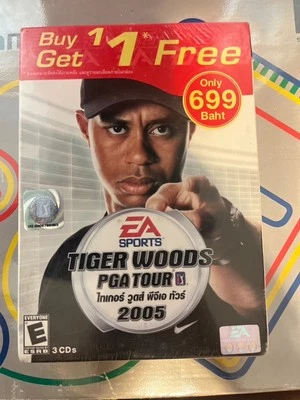 Buy 1 1 Free
Get
Only
699
Baht
EA
SPORTS
TIGER WOODS
PGA TOUR
ไทเกอร์ วูดส์ พีจีเอ ทัวร์
2005
EVERYONE
E
ESRB
3 CDs
EA